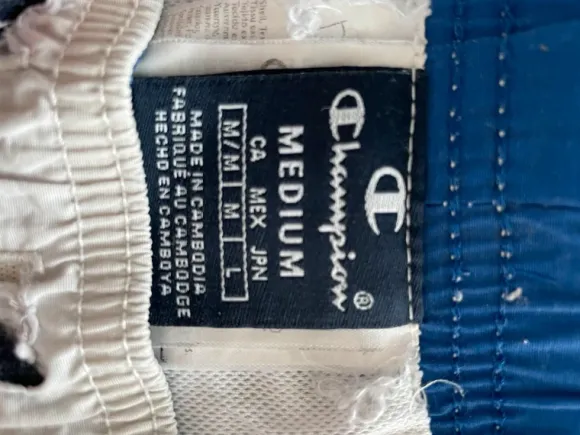 Champion®
MEDIUM
CA MEX JPN
M/M M L
MADE IN CAMBODIA
FABRIQUÉ AU CAMBODGE
HECHO EN CAMBOYA